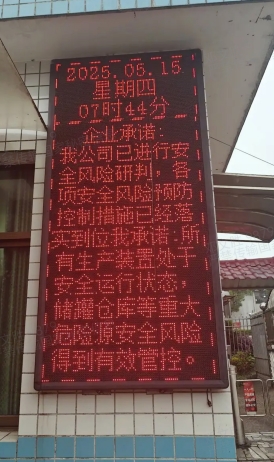 2025.05.15
星期四
07时44分
企业承诺:
我公司已进行安
全风险研判,各
项安全风险预防
控制措施已经落
实到位我承诺:所
有生产装置处于
安全运行状态,
储罐仓库等重大
危险源安全风险
得到有效管控。